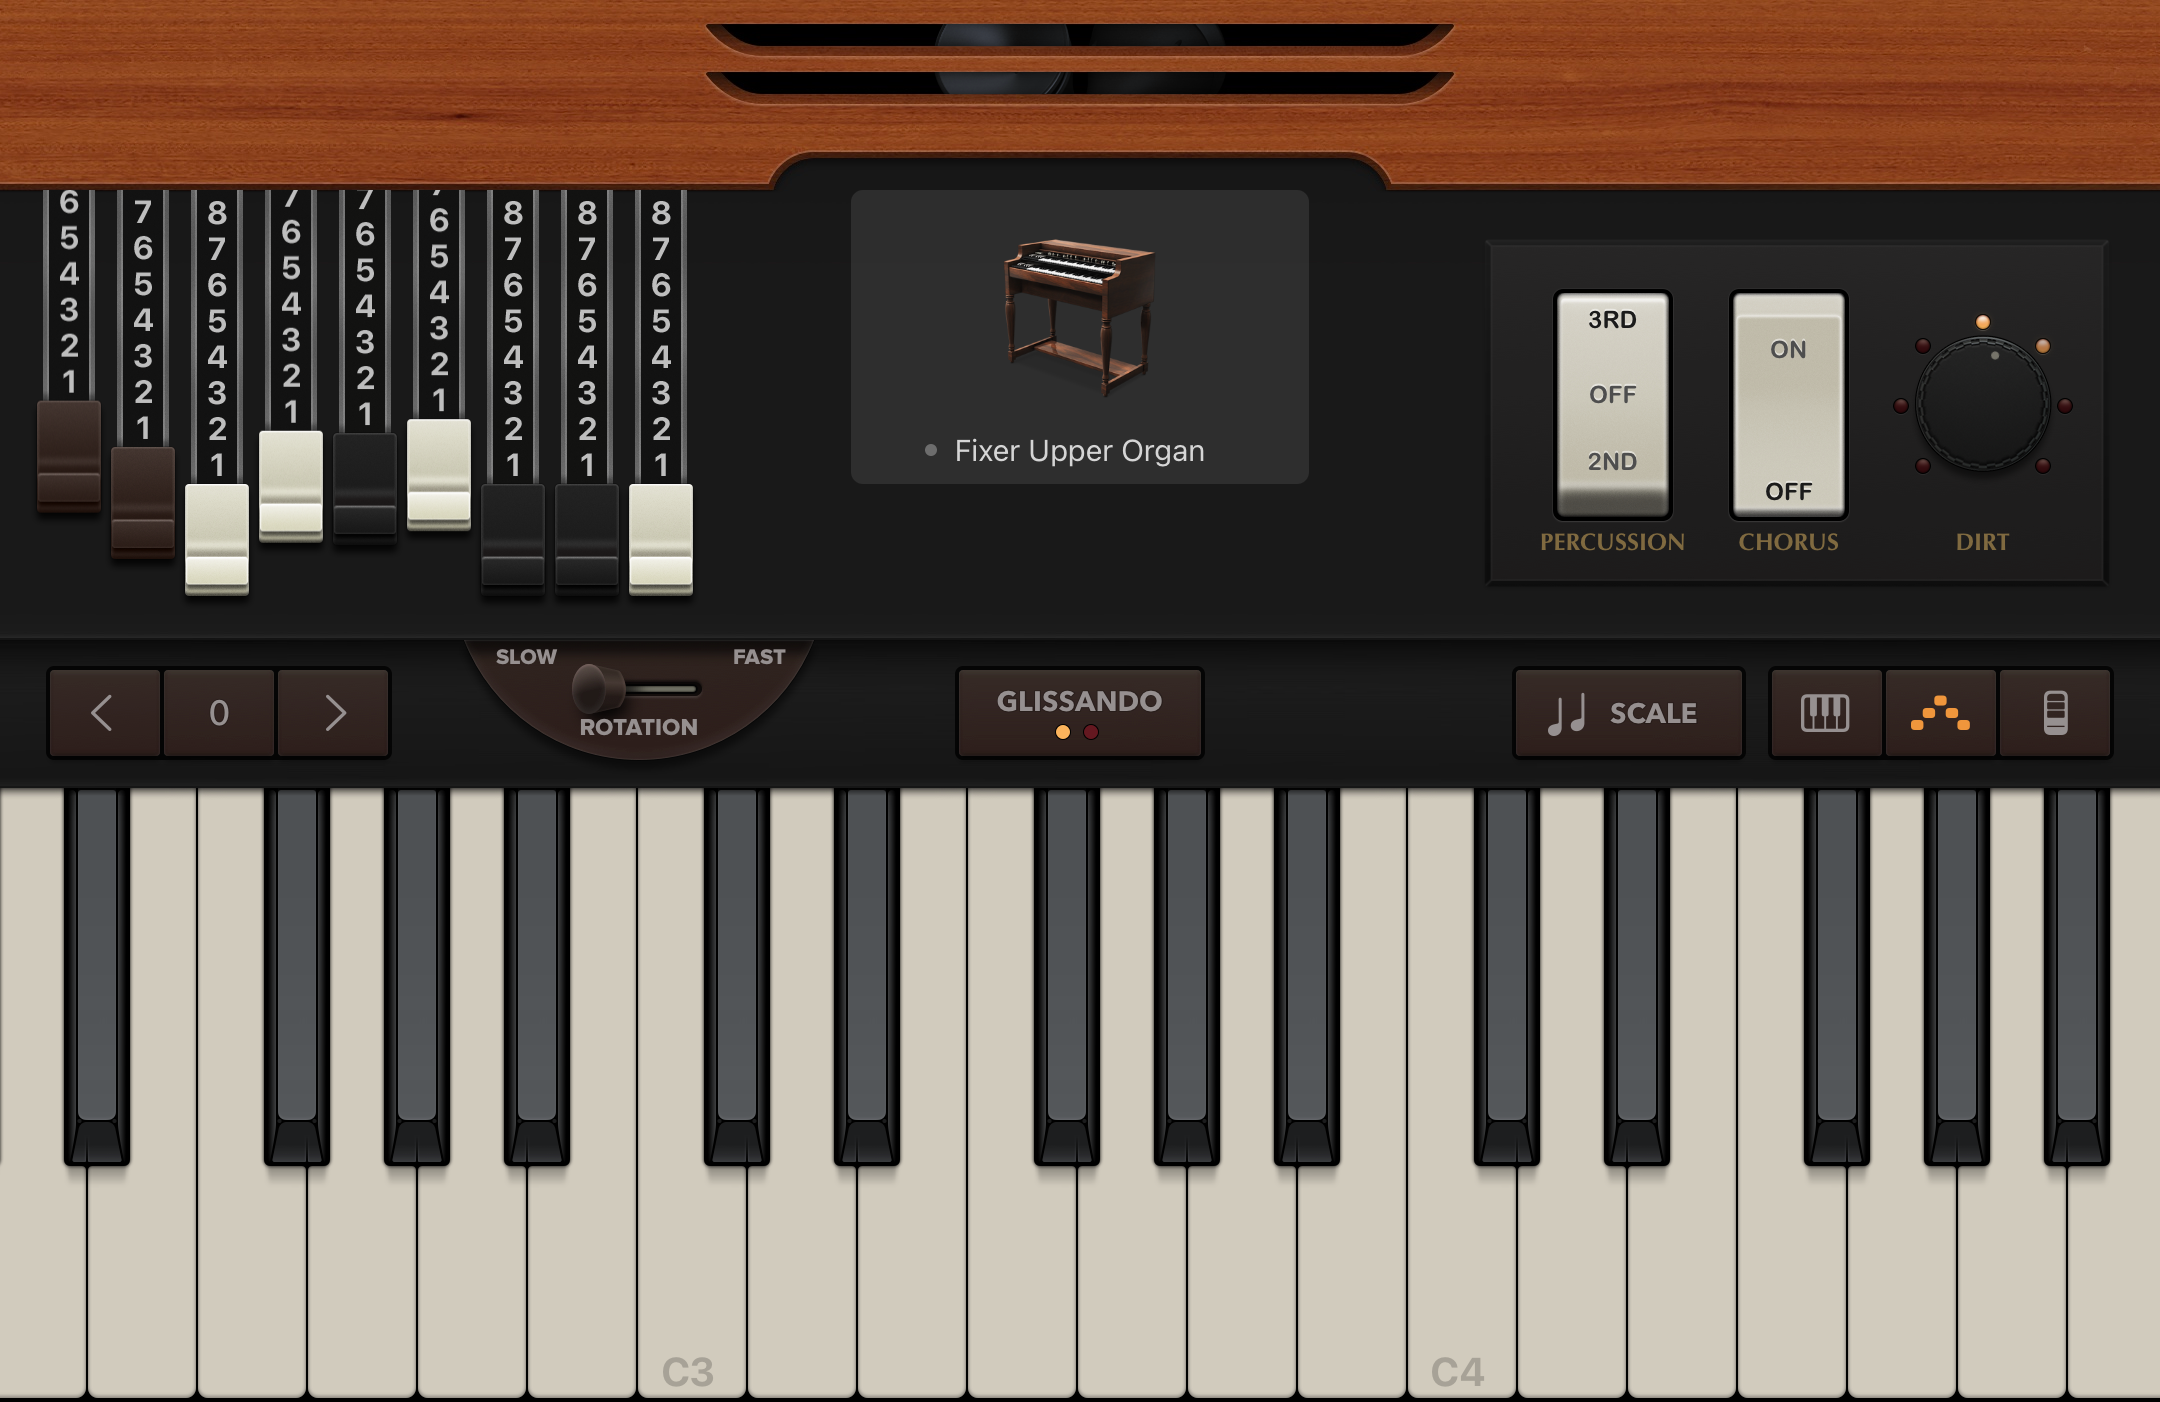 6 7 8 7 7 7 8 8 8
5 6 7 6 6 6 7 7 7
4 5 6 5 5 5 6 6 6
3 4 5 4 4 4 5 5 5
2 3 4 3 3 3 4 4 4
1 2 3 2 2 2 3 3 3
1 2 1 1 1 2 2 2
1 1 1 1
Fixer Upper Organ
3RD
OFF
2ND
PERCUSSION
ON
OFF
CHORUS
DIRT
0
SLOW FAST
ROTATION
GLISSANDO
SCALE
C3 C4